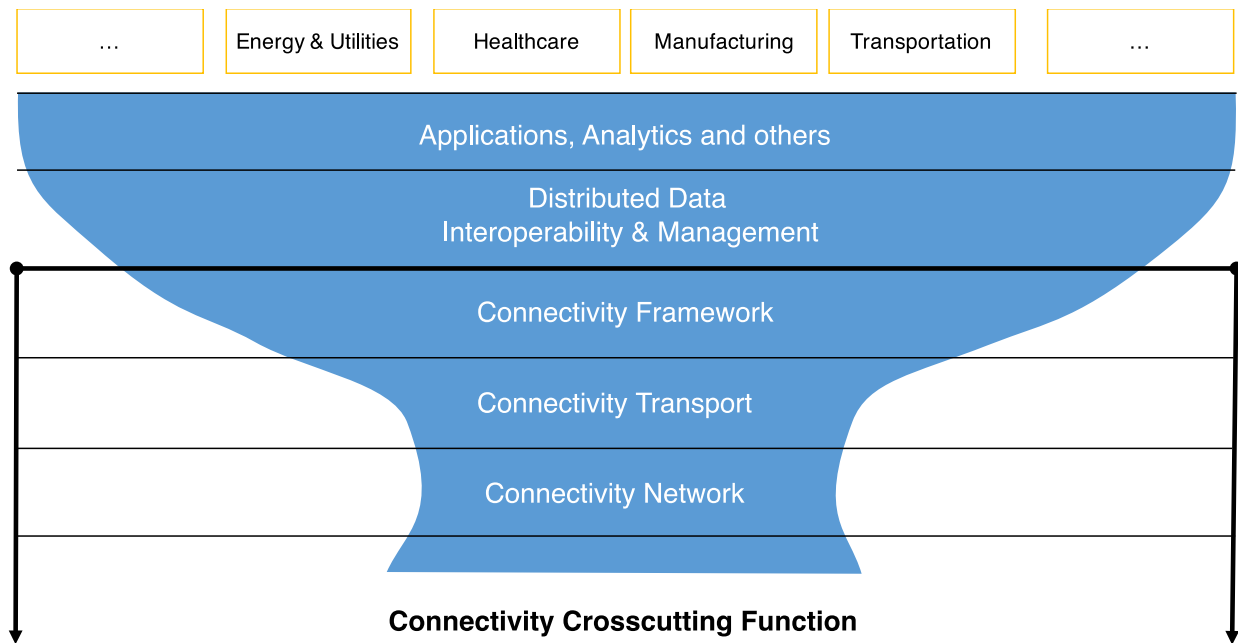 ...
Energy & Utilities
Healthcare
Manufacturing
Transportation
...
Applications, Analytics and others
Distributed Data
Interoperability & Management
Connectivity Framework
Connectivity Transport
Connectivity Network
Connectivity Crosscutting Function